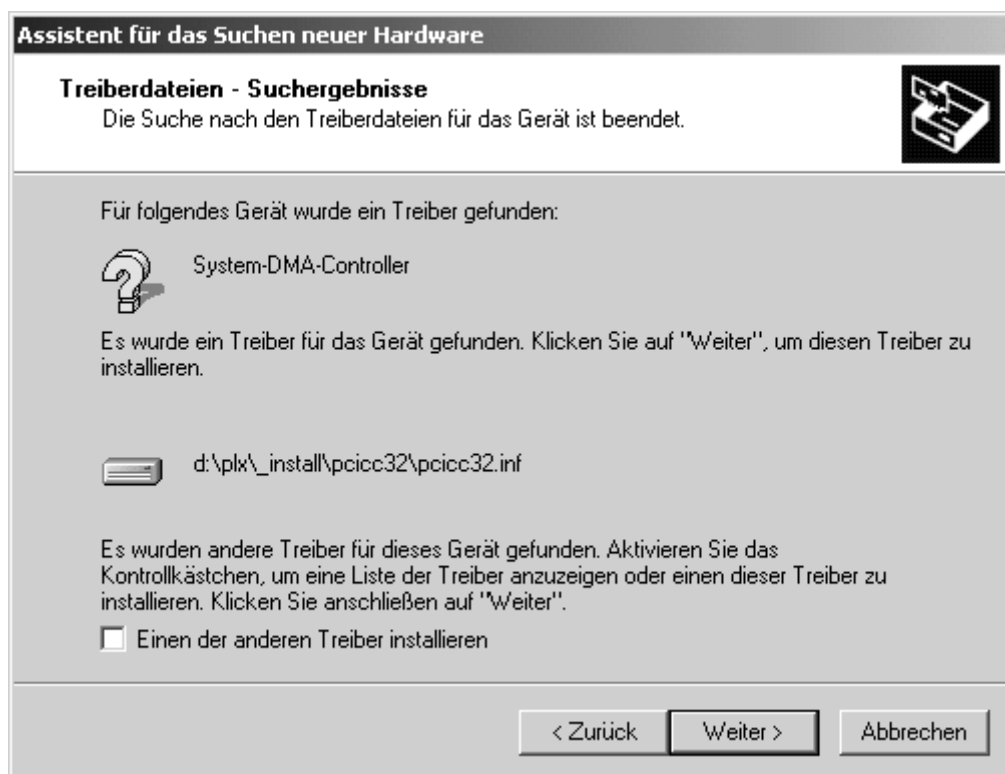 Assistent für das Suchen neuer Hardware
Treiberdateien - Suchergebnisse
Die Suche nach den Treiberdateien für das Gerät ist beendet.
Für folgendes Gerät wurde ein Treiber gefunden:
System-DMA-Controller
Es wurde ein Treiber für das Gerät gefunden. Klicken Sie auf "Weiter", um diesen Treiber zu
installieren.
d:\plx\_install\pcicc32\pcicc32.inf
Es wurden andere Treiber für dieses Gerät gefunden. Aktivieren Sie das
Kontrollkästchen, um eine Liste der Treiber anzuzeigen oder einen dieser Treiber zu
installieren. Klicken Sie anschließen auf "Weiter".
Einen der anderen Treiber installieren
< Zurück Weiter > Abbrechen